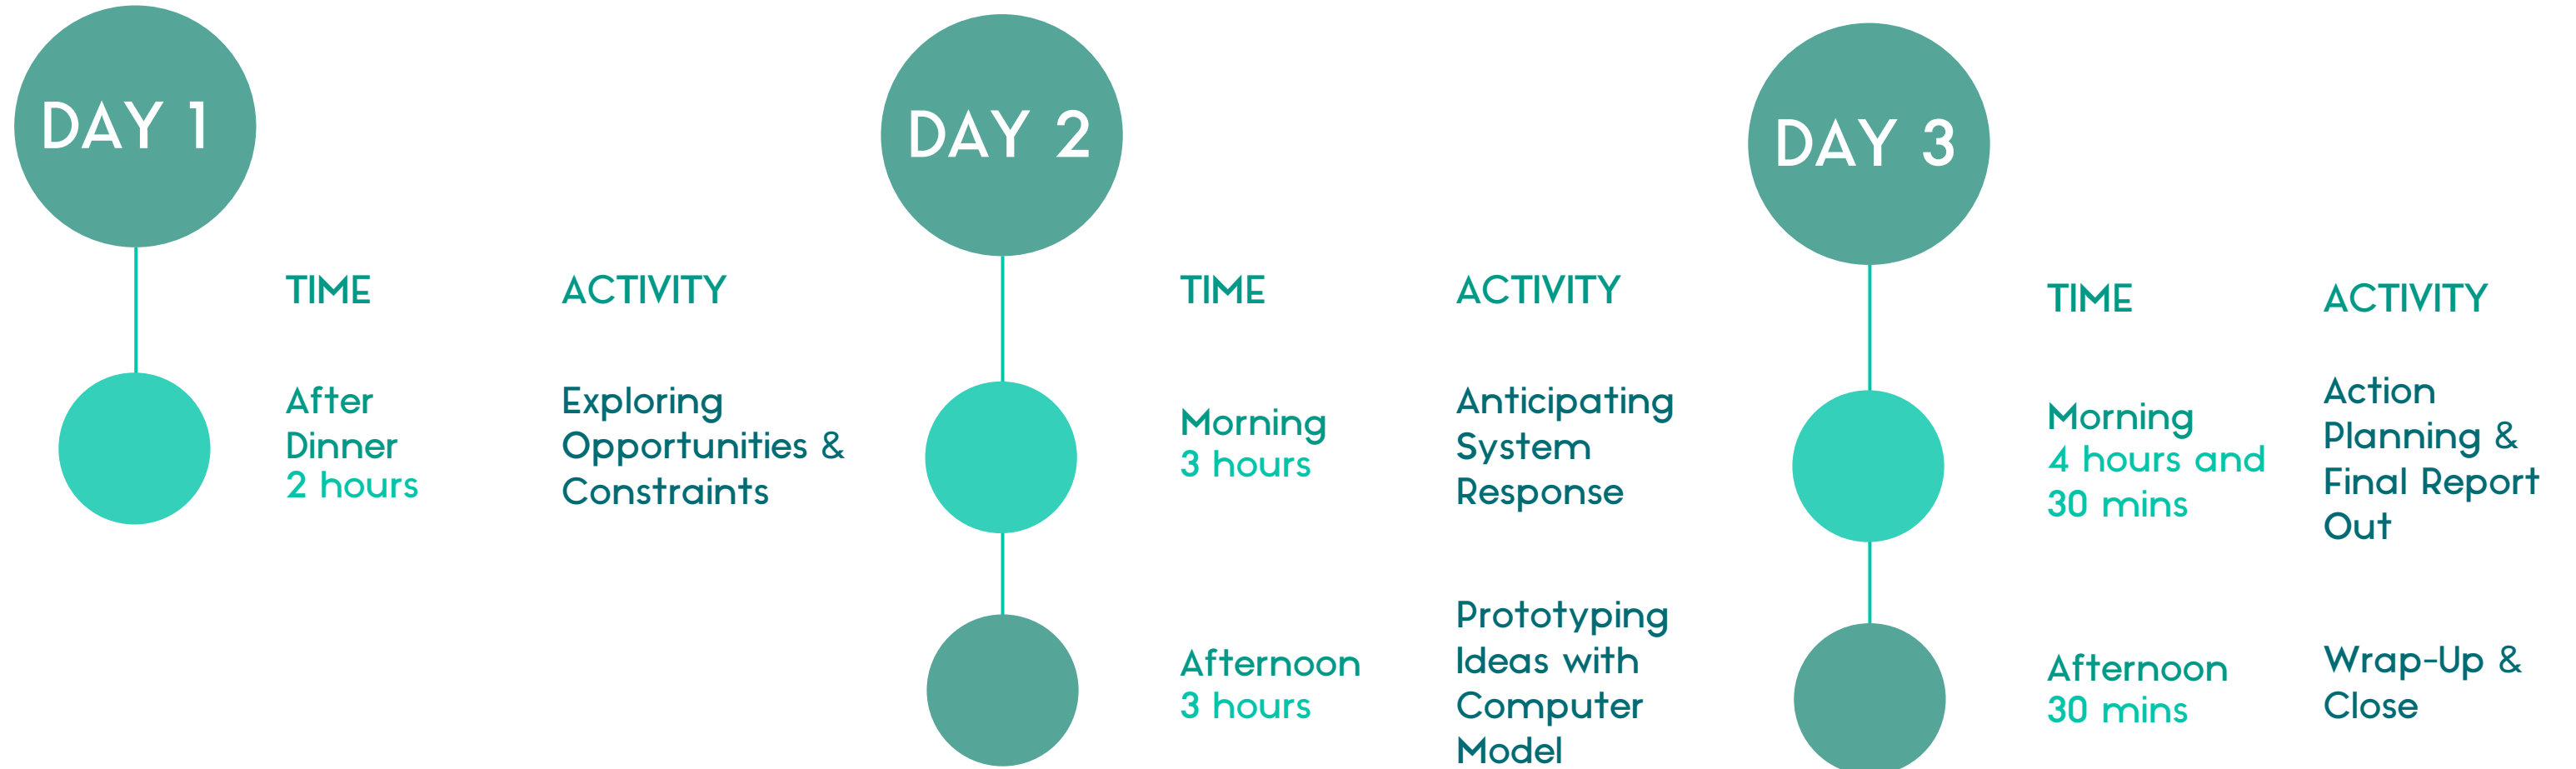 DAY 1
TIME
ACTIVITY
After
Dinner
2 hours
Exploring
Opportunities &
Constraints
DAY 2
TIME
ACTIVITY
Morning
3 hours
Anticipating
System
Response
Afternoon
3 hours
Prototyping
Ideas with
Computer
Model
DAY 3
TIME
ACTIVITY
Morning
4 hours and
30 mins
Action
Planning &
Final Report
Out
Afternoon
30 mins
Wrap-Up &
Close